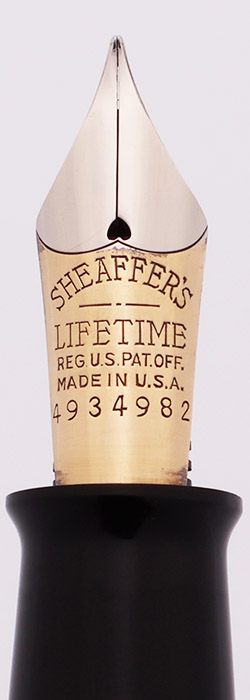 SHEAFFER'S
LIFETIME
REG.U.S.PAT.OFF.
MADE IN U.S.A.
4934982